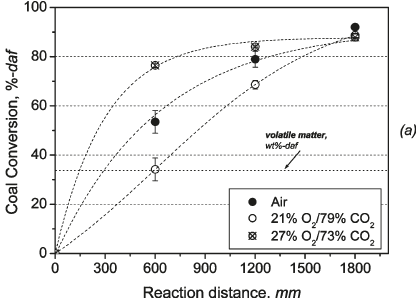 100
80
60
40
20
0
Coal Conversion, %-daf
volatile matter,
wt%-daf
(a)
Air
21% O₂/79% CO₂
27% O₂/73% CO₂
0 300 600 900 1200 1500 1800
Reaction distance, mm